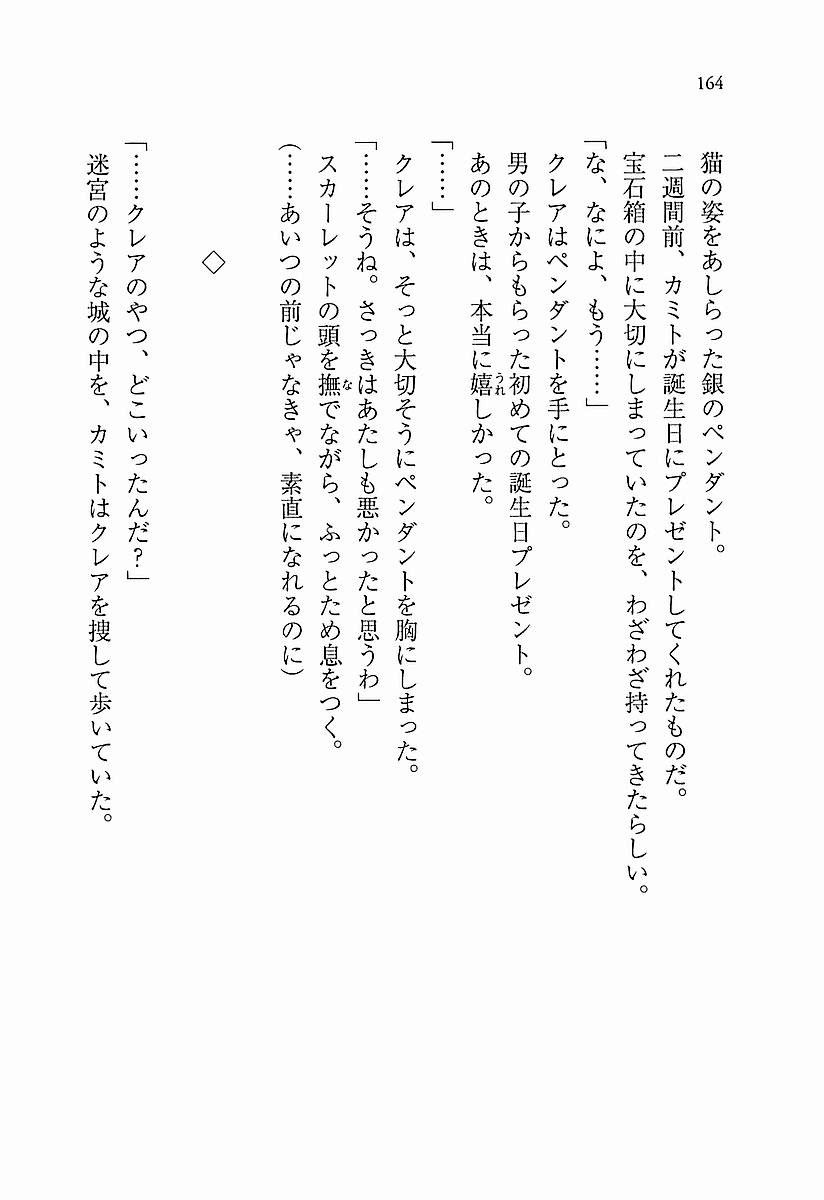 164
猫の姿をあしらった銀のペンダント。
二週間前、カミトが誕生日にプレゼントしてくれたものだ。
宝石箱の中に大切にしまっていたのを、わざわざ持ってきたらしい。
「な、なによ、もう……」
クレアはペンダントを手にとった。
男の子からもらった初めての誕生日プレゼント。
あのときは、本当に嬉しかった。
「……」
クレアは、そっと大切そうにペンダントを胸にしまった。
「……そうね。さっきはあたしも悪かったと思うわ」
スカーレットの頭を撫でながら、ふっとため息をつく。
(……あいつの前じゃなきゃ、素直になれるのに)
◇
「……クレアのやつ、どこいったんだ？」
迷宮のような城の中を、カミトはクレアを捜して歩いていた。